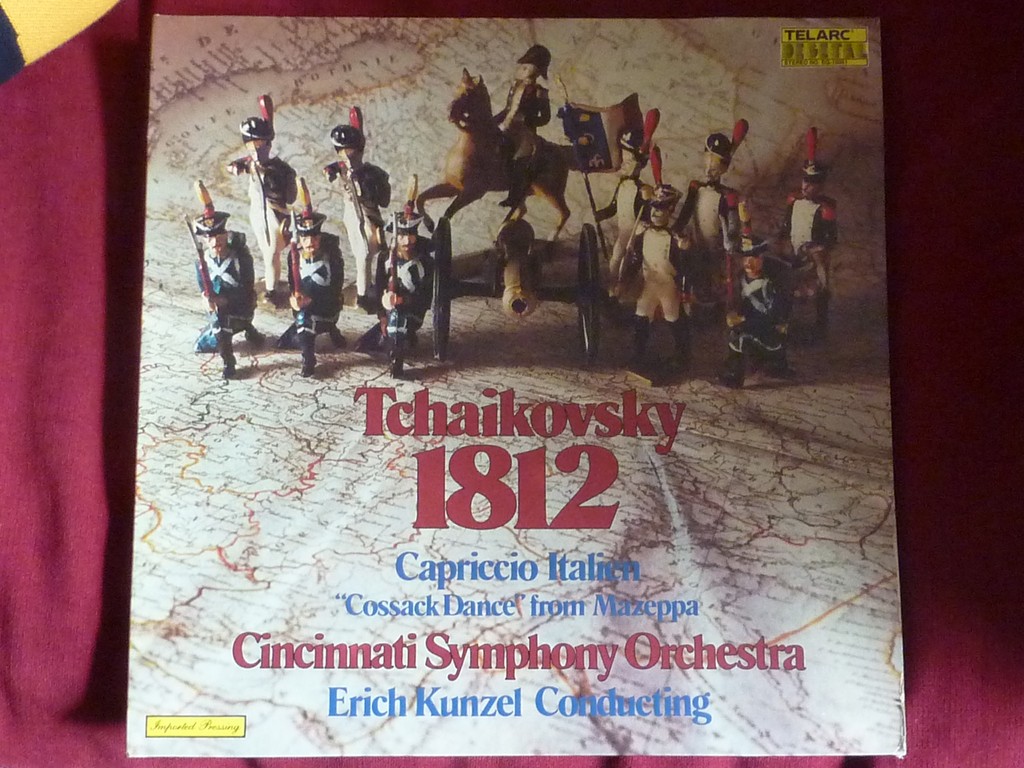 TELARC
DIGITAL
Tchaikovsky
1812
Capriccio Italien
"Cossack Dance" from Mazeppa
Cincinnati Symphony Orchestra
Erich Kunzel Conducting
Imported Pressing